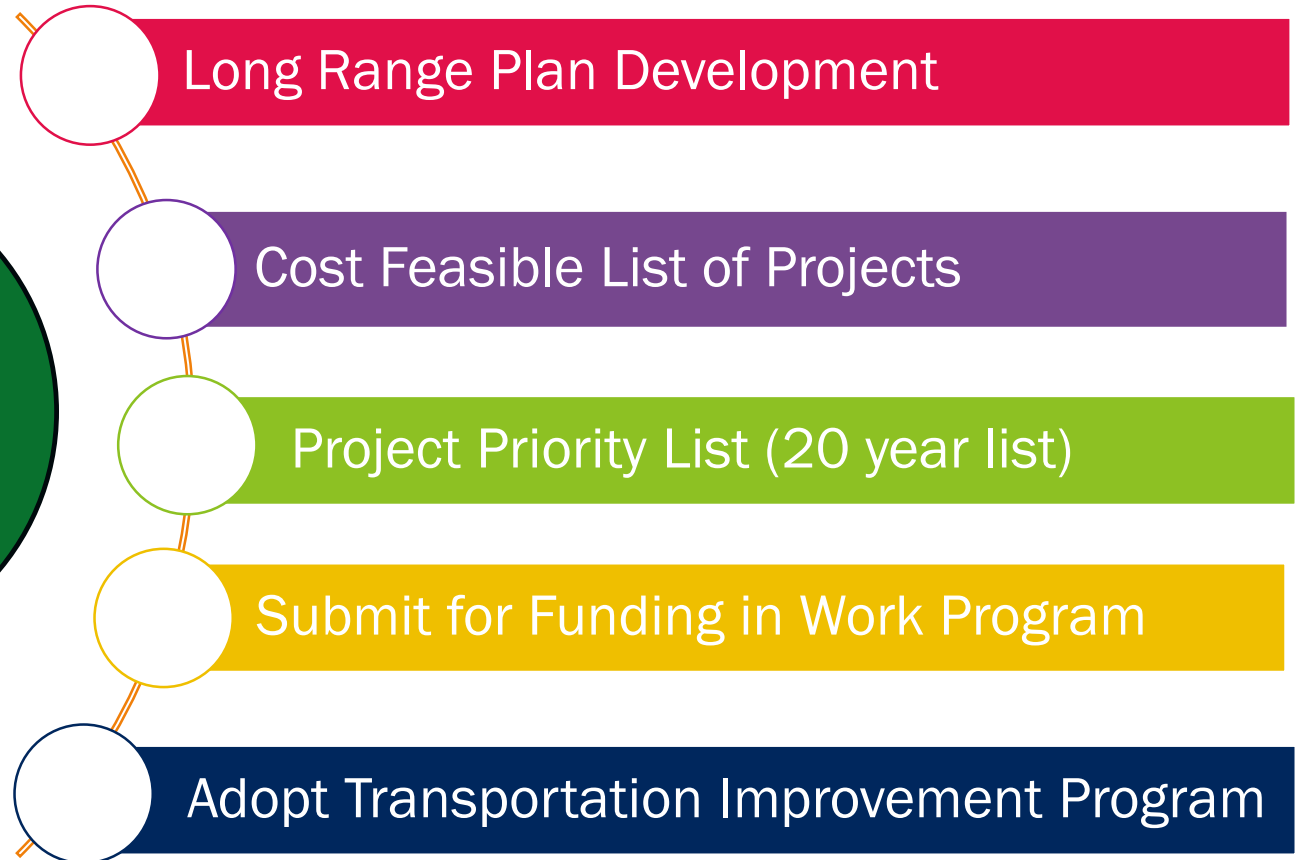 Long Range Plan Development
Cost Feasible List of Projects
Project Priority List (20 year list)
Submit for Funding in Work Program
Adopt Transportation Improvement Program